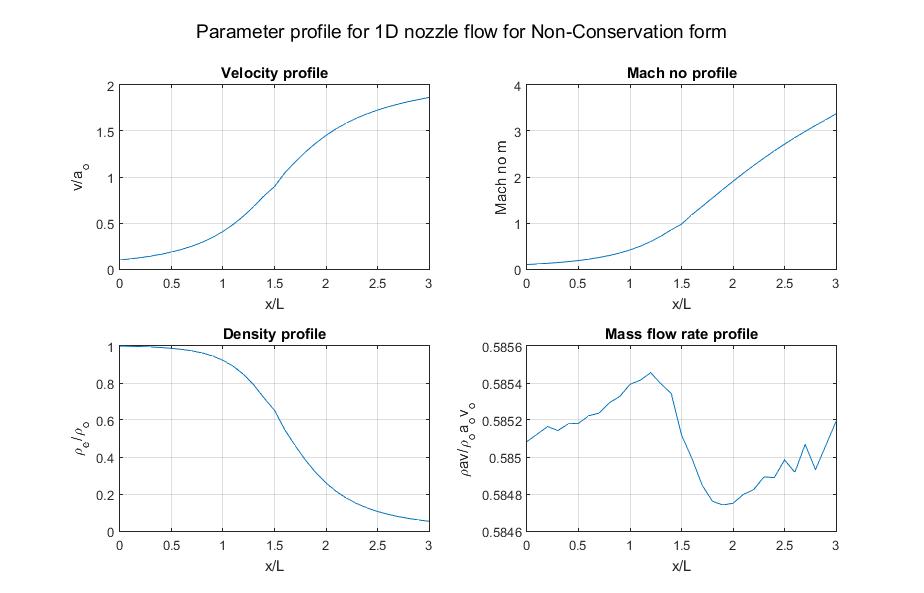 Parameter profile for 1D nozzle flow for Non-Conservation form
Velocity profile
2
1.5
1
0.5
0
v/a_o
0 0.5 1 1.5 2 2.5 3
x/L
Mach no profile
4
3
2
1
0
Mach no m
0 0.5 1 1.5 2 2.5 3
x/L
Density profile
1
0.8
0.6
0.4
0.2
0
ρ_e/ρ_o
0 0.5 1 1.5 2 2.5 3
x/L
Mass flow rate profile
0.5856
0.5854
0.5852
0.585
0.5848
0.5846
ρav/ρ_oa_ov_o
0 0.5 1 1.5 2 2.5 3
x/L